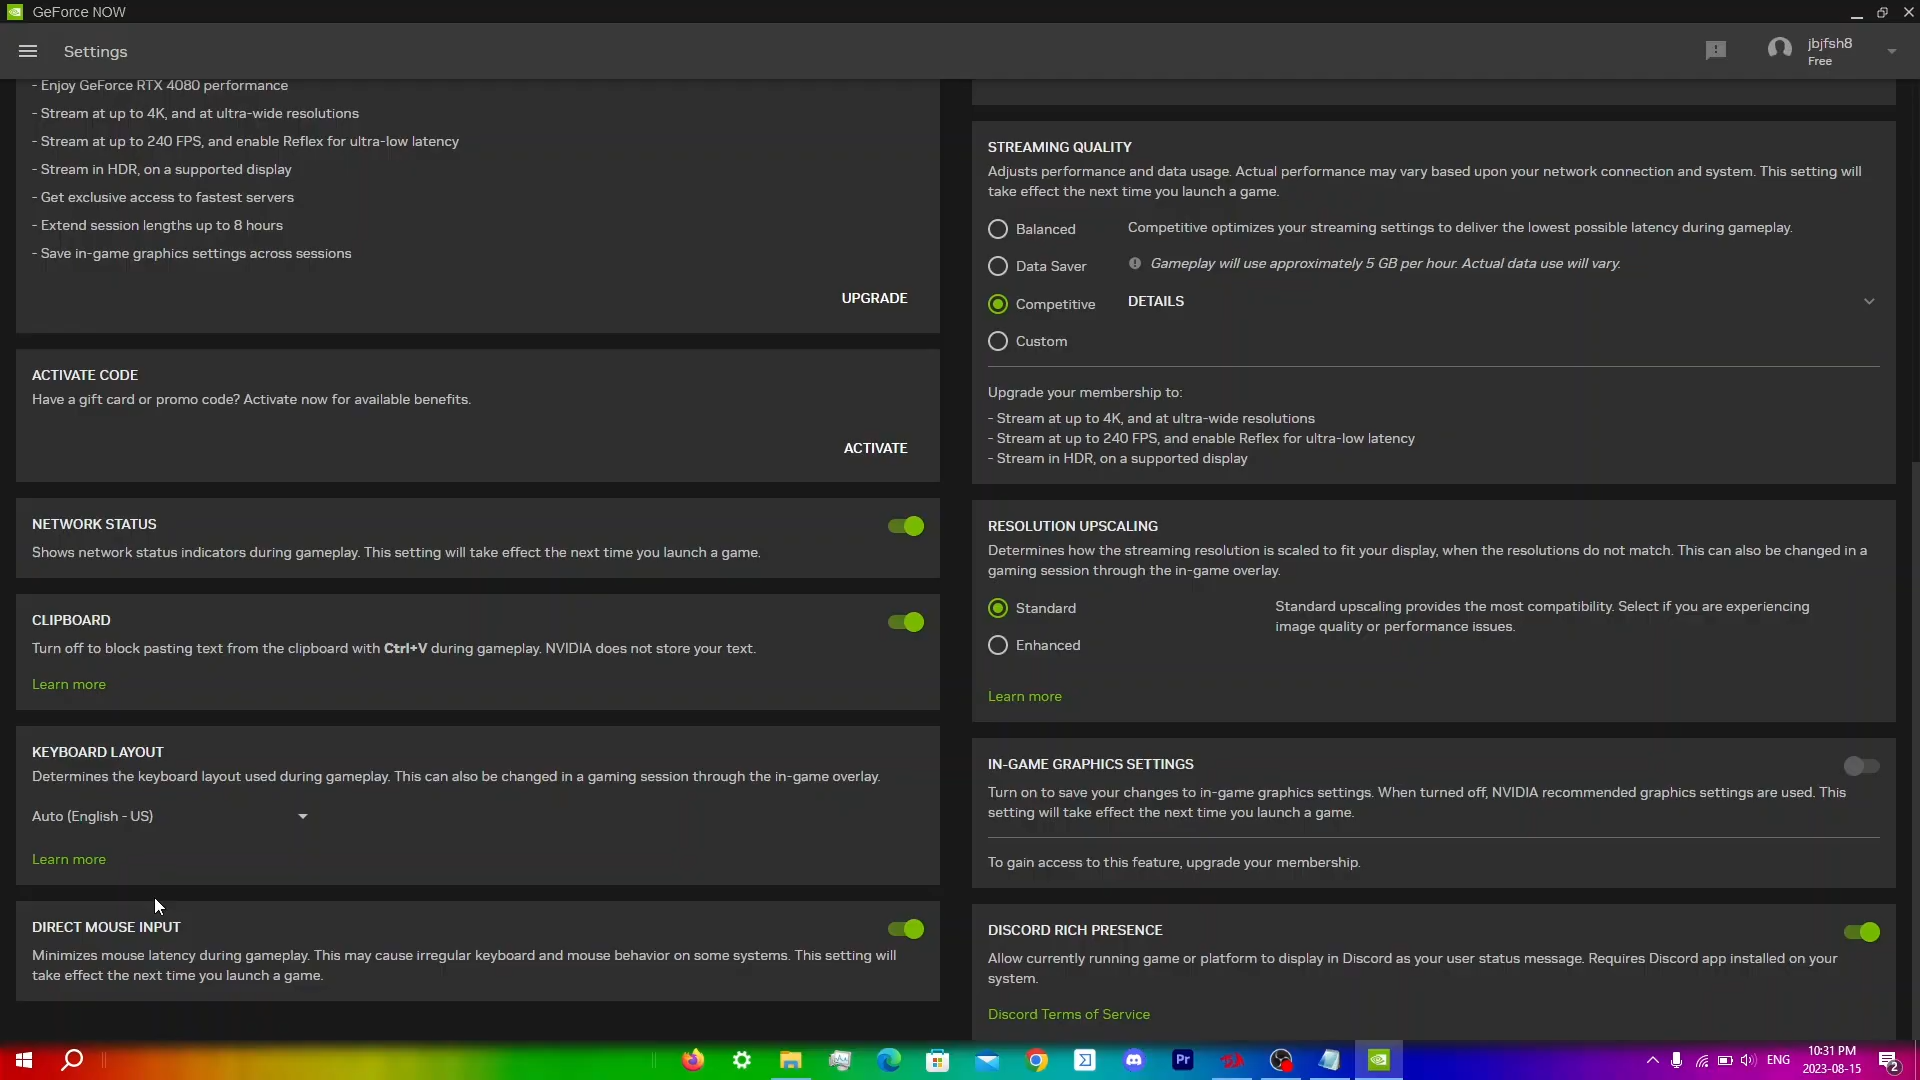 GeForce NOW
Settings
jbjfsh8
Free
- Enjoy GeForce RTX 4080 performance
- Stream at up to 4K, and at ultra-wide resolutions
- Stream at up to 240 FPS, and enable Reflex for ultra-low latency
- Stream in HDR, on a supported display
- Get exclusive access to fastest servers
- Extend session lengths up to 8 hours
- Save in-game graphics settings across sessions
UPGRADE
ACTIVATE CODE
Have a gift card or promo code? Activate now for available benefits.
ACTIVATE
NETWORK STATUS
Shows network status indicators during gameplay. This setting will take effect the next time you launch a game.
CLIPBOARD
Turn off to block pasting text from the clipboard with Ctrl+V during gameplay. NVIDIA does not store your text.
Learn more
KEYBOARD LAYOUT
Determines the keyboard layout used during gameplay. This can also be changed in a gaming session through the in-game overlay.
Auto (English - US)
Learn more
DIRECT MOUSE INPUT
Minimizes mouse latency during gameplay. This may cause irregular keyboard and mouse behavior on some systems. This setting will
take effect the next time you launch a game.
STREAMING QUALITY
Adjusts performance and data usage. Actual performance may vary based upon your network connection and system. This setting will
take effect the next time you launch a game.
Balanced
Data Saver
Competitive
Custom
Competitive optimizes your streaming settings to deliver the lowest possible latency during gameplay.
Gameplay will use approximately 5 GB per hour. Actual data use will vary.
DETAILS
Upgrade your membership to:
- Stream at up to 4K, and at ultra-wide resolutions
- Stream at up to 240 FPS, and enable Reflex for ultra-low latency
- Stream in HDR, on a supported display
RESOLUTION UPSCALING
Determines how the streaming resolution is scaled to fit your display, when the resolutions do not match. This can also be changed in a
gaming session through the in-game overlay.
Standard
Enhanced
Standard upscaling provides the most compatibility. Select if you are experiencing
image quality or performance issues.
Learn more
IN-GAME GRAPHICS SETTINGS
Turn on to save your changes to in-game graphics settings. When turned off, NVIDIA recommended graphics settings are used. This
setting will take effect the next time you launch a game.
To gain access to this feature, upgrade your membership.
DISCORD RICH PRESENCE
Allow currently running game or platform to display in Discord as your user status message. Requires Discord app installed on your
system.
Discord Terms of Service
Pr
ENG
10:31 PM
2023-08-15
2